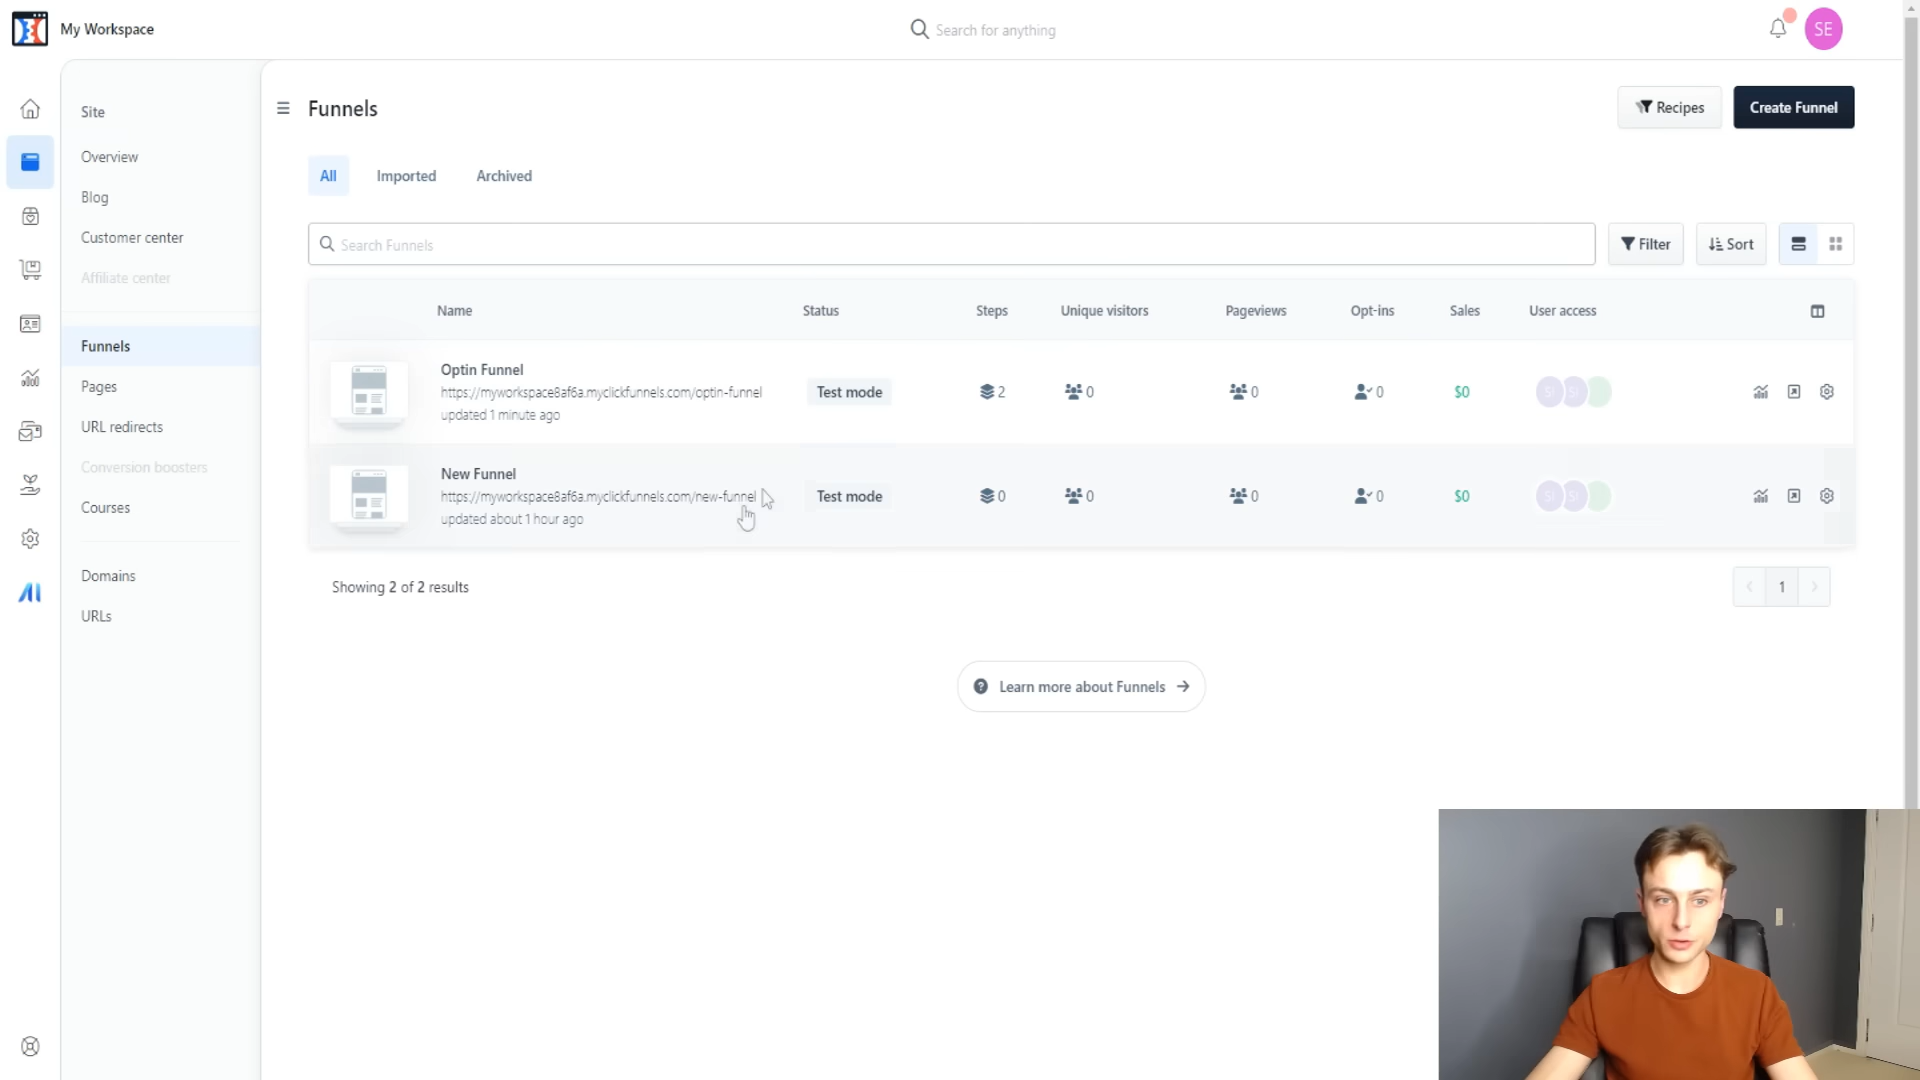 My Workspace
Search for anything
SE
Site
Overview
Blog
Customer center
Affiliate center
Funnels
Pages
URL redirects
Conversion boosters
Courses
Domains
URLs
AI
Funnels
Recipes
Create Funnel
All Imported Archived
Search Funnels
Filter
Sort
Name Status Steps Unique visitors Pageviews Opt-ins Sales User access
Optin Funnel
https://myworkspace8af6a.myclickfunnels.com/optin-funnel
updated 1 minute ago
Test mode 2 0 0 0 $0
New Funnel
https://myworkspace8af6a.myclickfunnels.com/new-funnel
updated about 1 hour ago
Test mode 0 0 0 0 $0
Showing 2 of 2 results
1
Learn more about Funnels